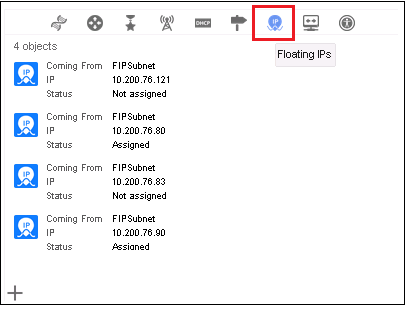 DHCP
IP
4 objects
Floating IPs
IP
Coming From FIPSubnet
IP 10.200.76.121
Status Not assigned
IP
Coming From FIPSubnet
IP 10.200.76.80
Status Assigned
IP
Coming From FIPSubnet
IP 10.200.76.83
Status Not assigned
IP
Coming From FIPSubnet
IP 10.200.76.90
Status Assigned